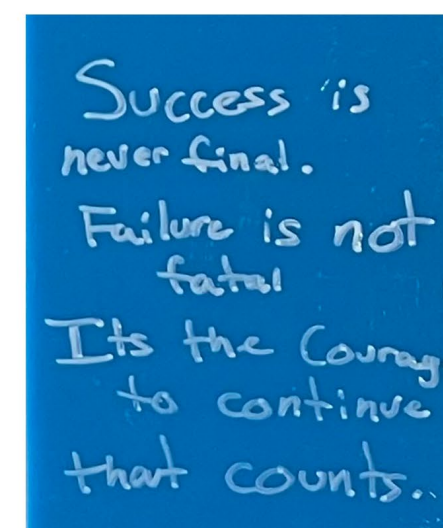 Success is
never final.
Failure is not
fatal
Its the Courag
to continue
that counts..